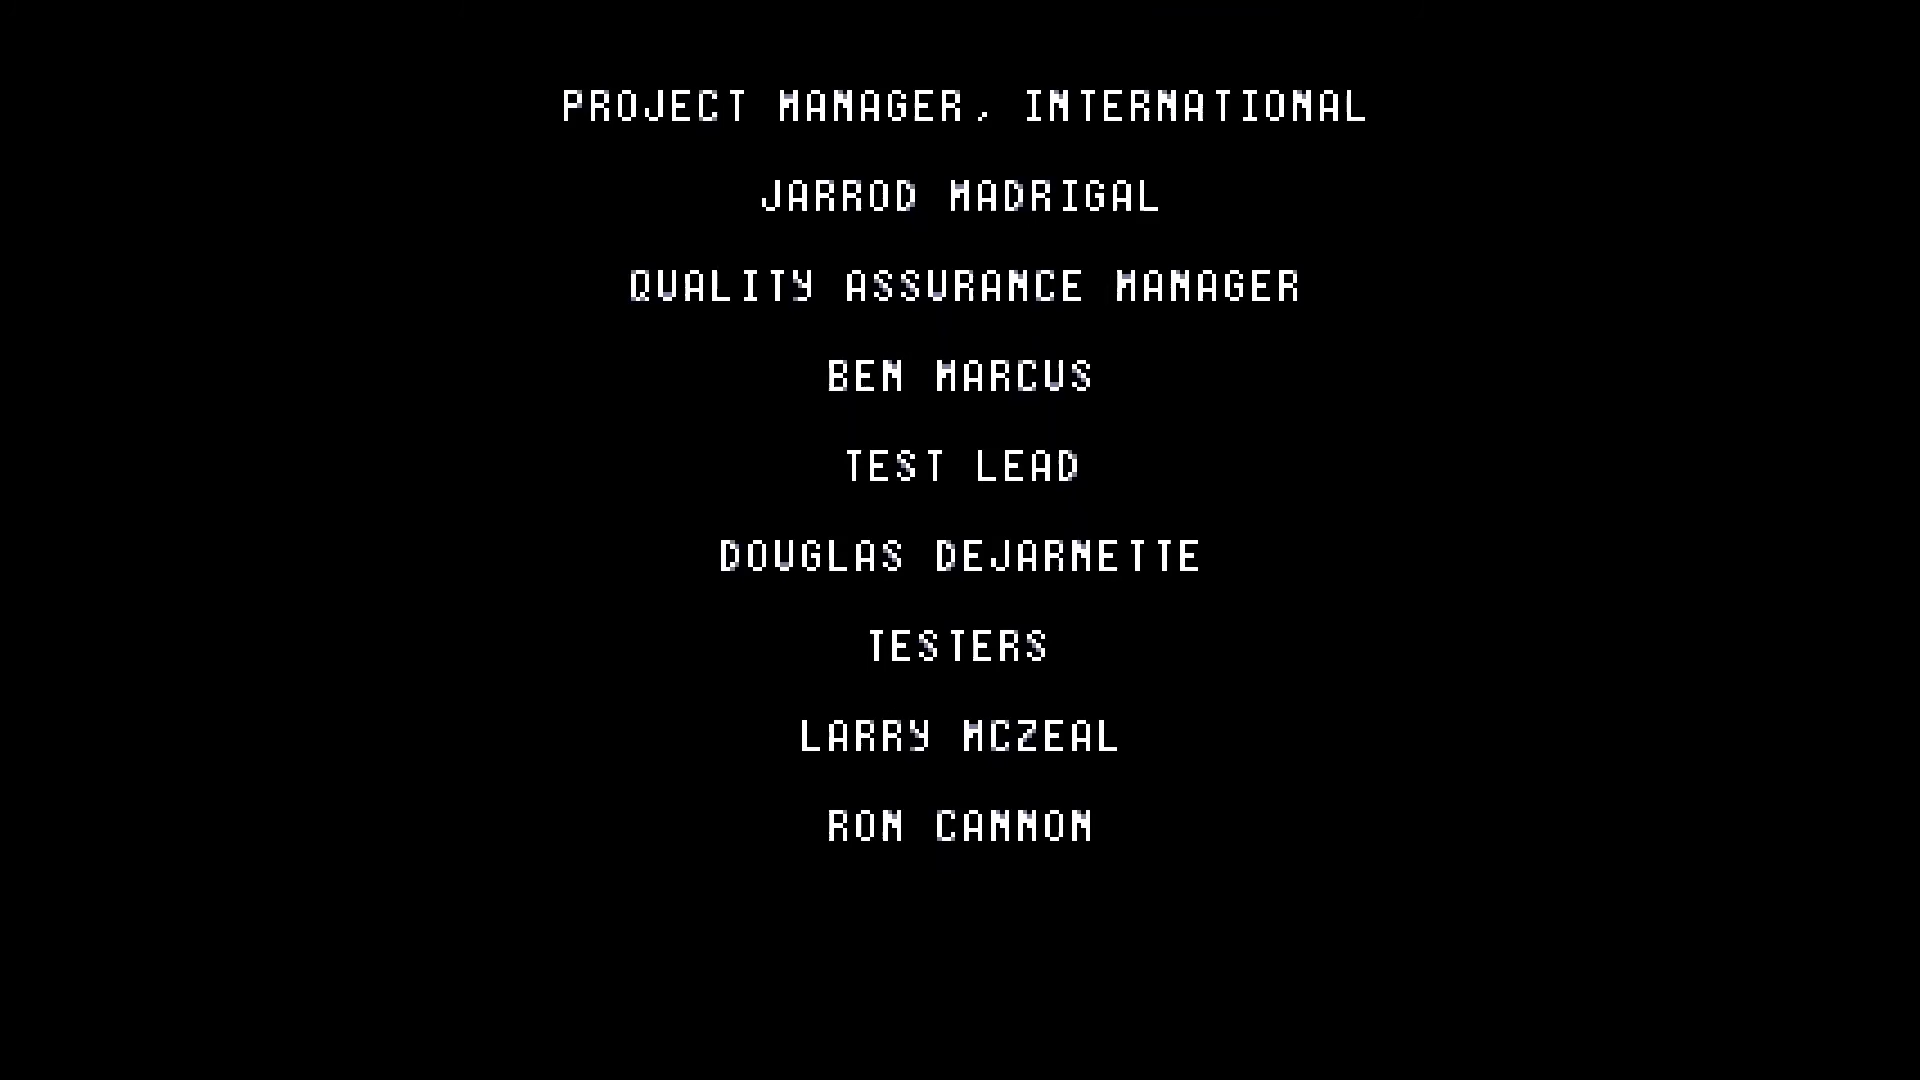 PROJECT MANAGER, INTERNATIONAL
JARROD MADRIGAL
QUALITY ASSURANCE MANAGER
BEN MARCUS
TEST LEAD
DOUGLAS DEJARNETTE
TESTERS
LARRY MCZEAL
RON CANNON